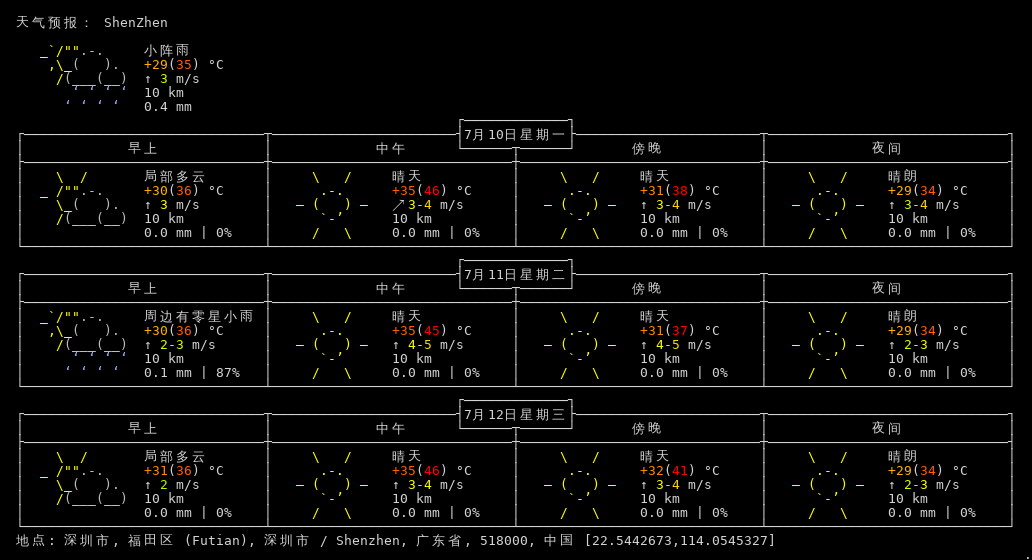 天气预报： ShenZhen
小阵雨
+29(35) °C
↑ 3 m/s
10 km
0.4 mm
7月10日星期一
早上 中午 傍晚 夜间
局部多云 晴天 晴天 晴朗
+30(36) °C +35(46) °C +31(38) °C +29(34) °C
↑ 3 m/s ↗ 3-4 m/s ↑ 3-4 m/s ↑ 3-4 m/s
10 km 10 km 10 km 10 km
0.0 mm | 0% 0.0 mm | 0% 0.0 mm | 0% 0.0 mm | 0%
7月11日星期二
早上 中午 傍晚 夜间
周边有零星小雨 晴天 晴天 晴朗
+30(36) °C +35(45) °C +31(37) °C +29(34) °C
↑ 2-3 m/s ↑ 4-5 m/s ↑ 4-5 m/s ↑ 2-3 m/s
10 km 10 km 10 km 10 km
0.1 mm | 87% 0.0 mm | 0% 0.0 mm | 0% 0.0 mm | 0%
7月12日星期三
早上 中午 傍晚 夜间
局部多云 晴天 晴天 晴朗
+31(36) °C +35(46) °C +32(41) °C +29(34) °C
↑ 2 m/s ↑ 3-4 m/s ↑ 3-4 m/s ↑ 2-3 m/s
10 km 10 km 10 km 10 km
0.0 mm | 0% 0.0 mm | 0% 0.0 mm | 0% 0.0 mm | 0%
地点: 深圳市, 福田区 (Futian), 深圳市 / Shenzhen, 广东省, 518000, 中国 [22.5442673,114.0545327]